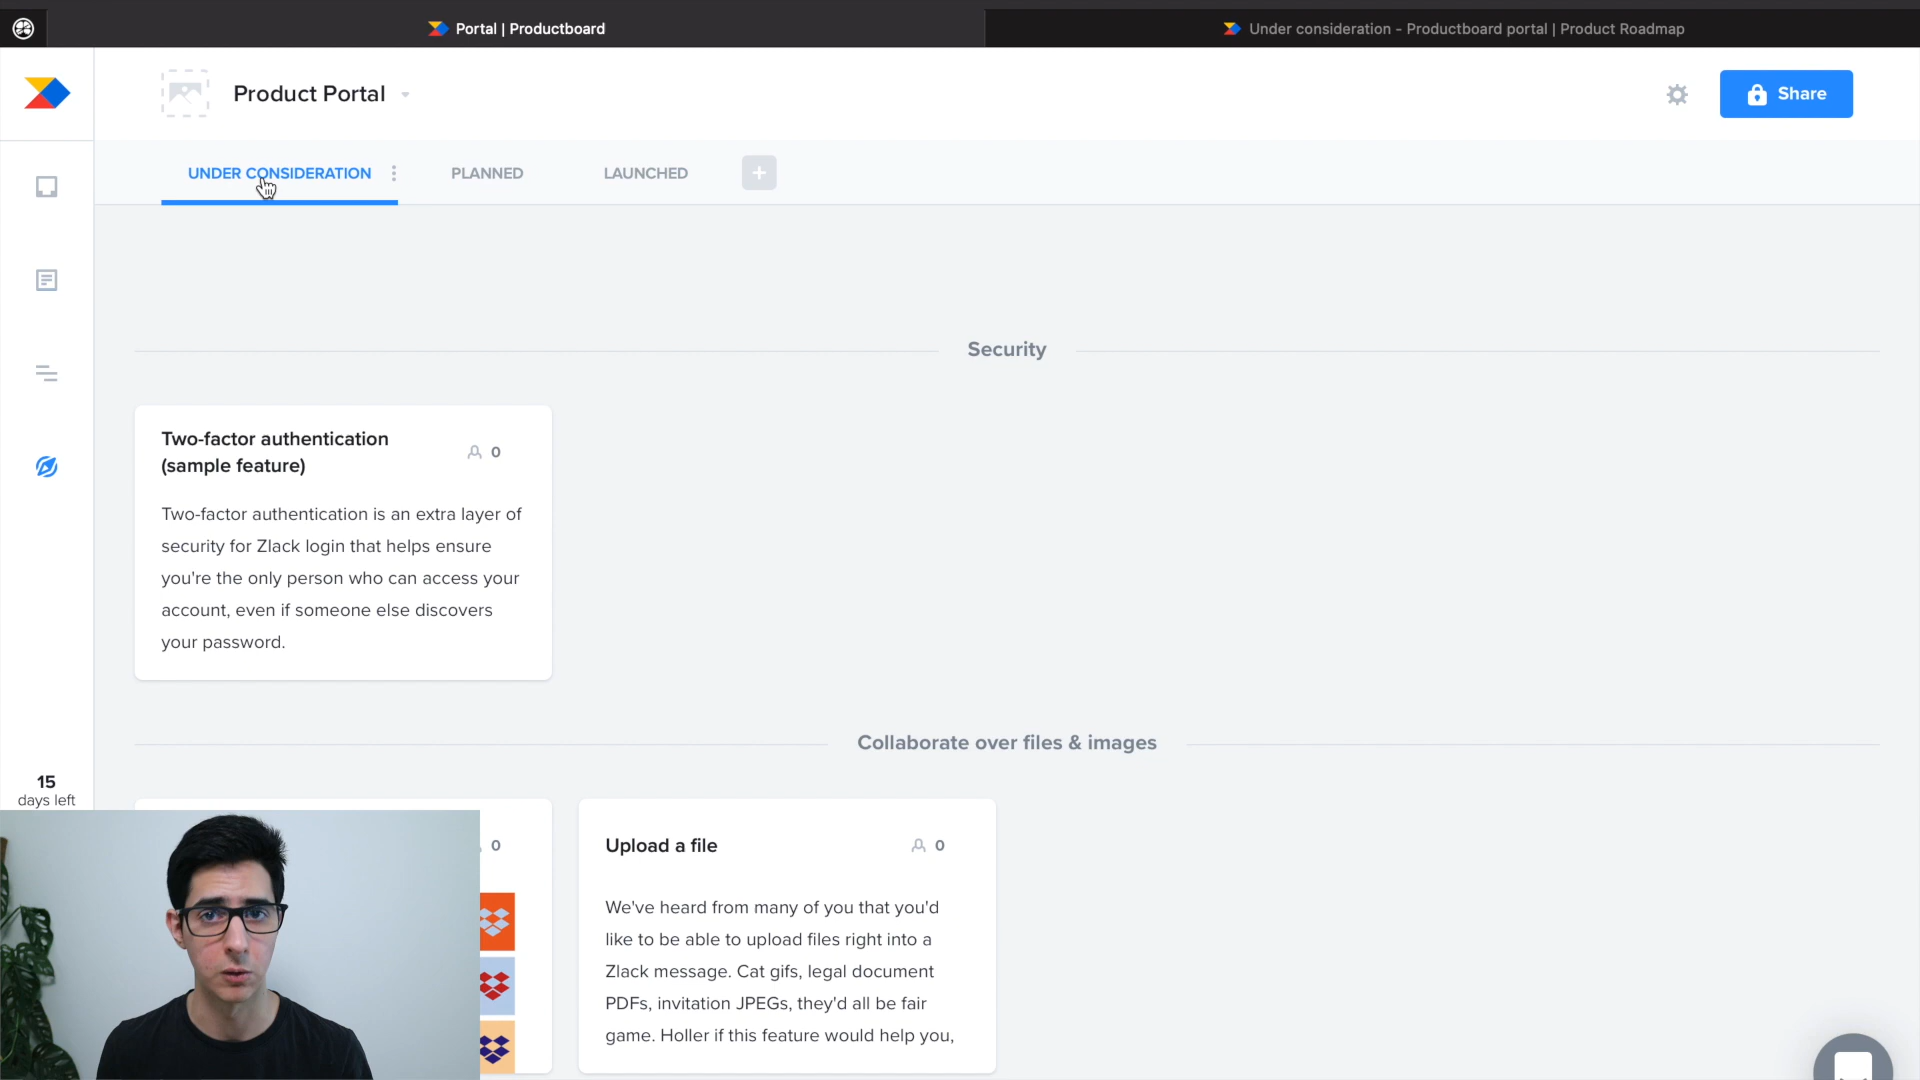 Portal | Productboard
Under consideration - Productboard portal | Product Roadmap
Product Portal
Share
UNDER CONSIDERATION
PLANNED
LAUNCHED
Security
Two-factor authentication
(sample feature)
0
Two-factor authentication is an extra layer of
security for Zlack login that helps ensure
you're the only person who can access your
account, even if someone else discovers
your password.
Collaborate over files & images
15
days left
0
Upload a file
0
We've heard from many of you that you'd
like to be able to upload files right into a
Zlack message. Cat gifs, legal document
PDFs, invitation JPEGs, they'd all be fair
game. Holler if this feature would help you,